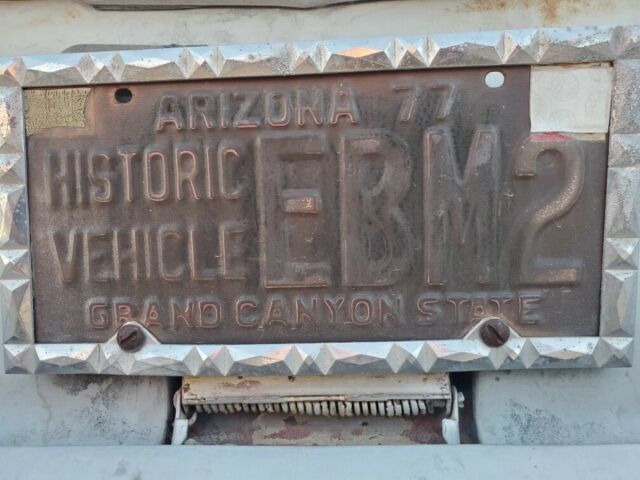 ARIZONA 77
HISTORIC
VEHICLE
EBM2
GRAND CANYON STATE